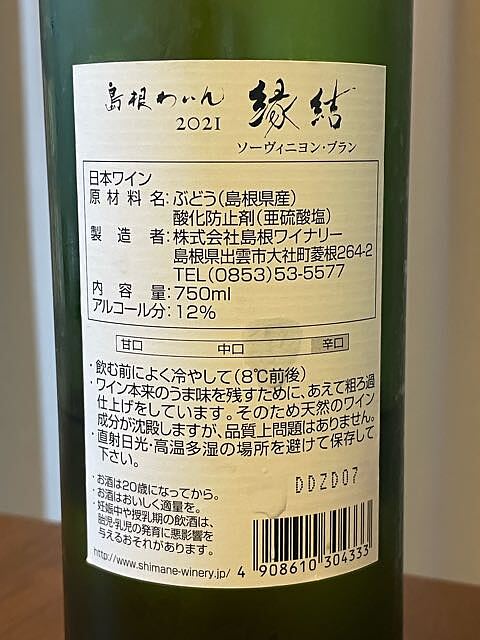 島根わいん 縁結
2021
ソーヴィニヨン・ブラン
日本ワイン
原材料名：ぶどう（島根県産）
酸化防止剤（亜硫酸塩）
製造者：株式会社島根ワイナリー
島根県出雲市大社町菱根264-2
TEL（0853）53-5577
内容量：750ml
アルコール分：12%
甘口 中口 辛口
・飲む前によく冷やして（8℃前後）
・ワイン本来のうま味を残すために、あえて粗ろ過
仕上げをしています。そのため天然のワイン
成分が沈殿しますが、品質上問題はありません。
・直射日光・高温多湿の場所を避けて保存して
下さい。
DDZD07
・お酒は20歳になってから。
・お酒はおいしく適量を。
・妊娠中や授乳期の飲酒は、
胎児・乳児の発育に悪影響を
与えるおそれがあります。
http://www.shimane-winery.jp/
4 908610 304333